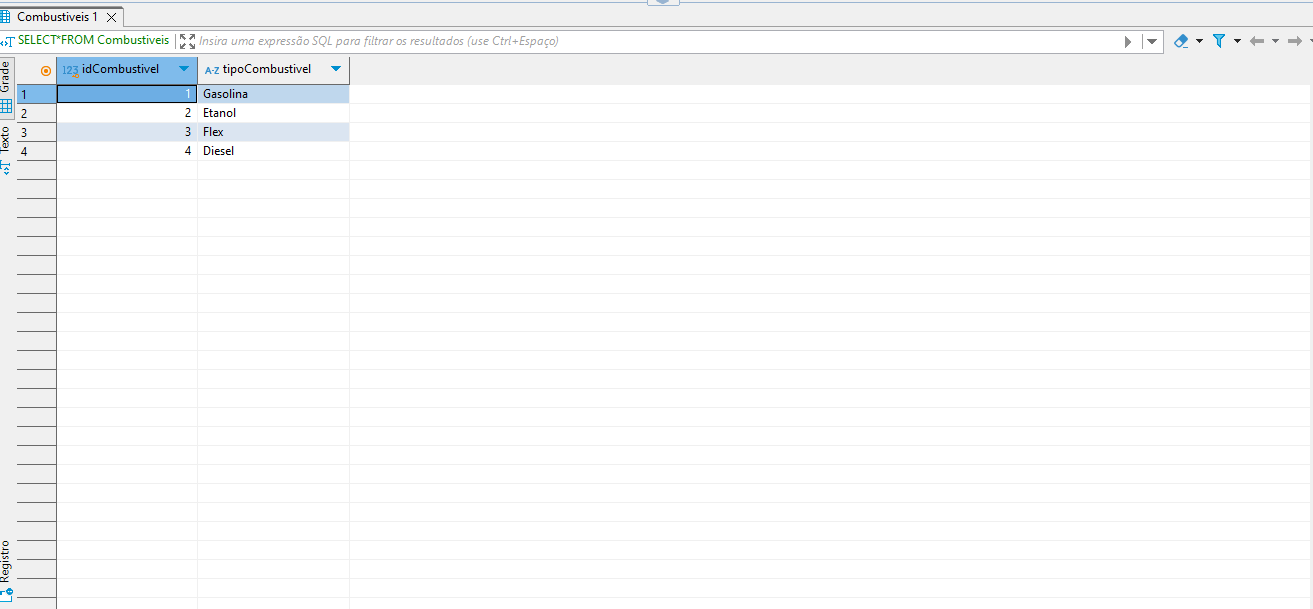 Combustiveis 1
SELECT*FROM Combustiveis
Insira uma expressão SQL para filtrar os resultados (use Ctrl+Espaço)
Grade
Texto
Registro
123 idCombustivel A-Z tipoCombustivel
1 1 Gasolina
2 2 Etanol
3 3 Flex
4 4 Diesel